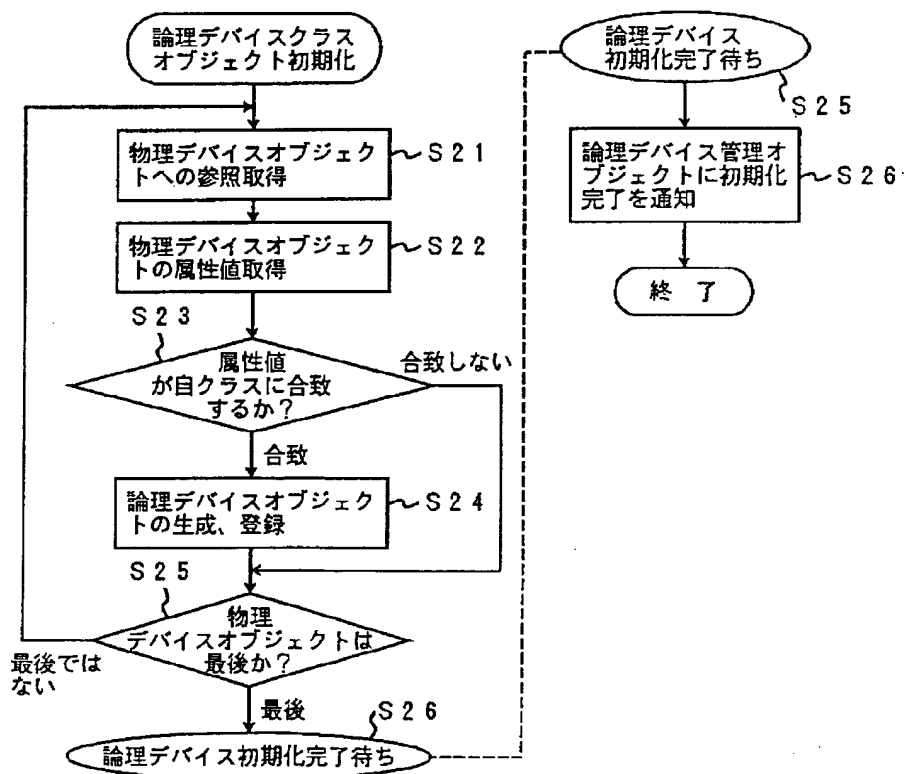 論理デバイスクラス
オブジェクト初期化
物理デバイスオブジェク
トへの参照取得
S21
物理デバイスオブジェク
トの属性値取得
S22
S23
属性値
が自クラスに合致
するか？
合致しない
合致
論理デバイスオブジェク
トの生成、登録
S24
S25
物理
デバイスオブジェクトは
最後か？
最後では
ない
最後
S26
論理デバイス初期化完了待ち
論理デバイス
初期化完了待ち
S25
論理デバイス管理オ
ブジェクトに初期化
完了を通知
S26
終 了